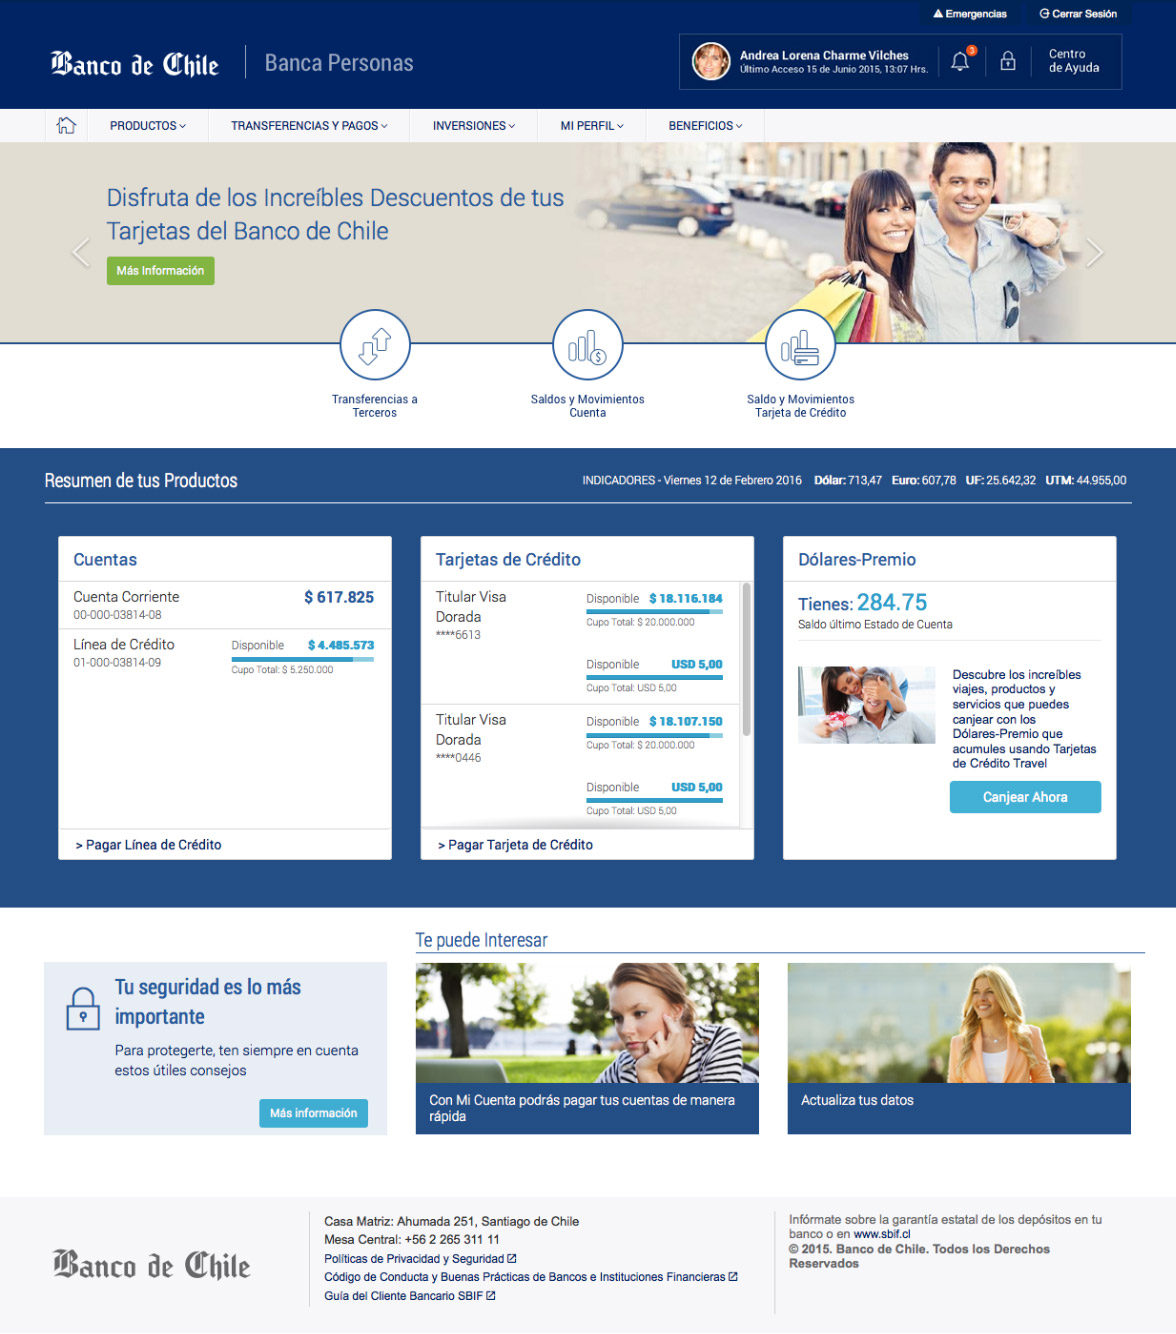 Emergencias
Cerrar Sesión
Banco de Chile
Banca Personas
Andrea Lorena Charme Vilches
Último Acceso 15 de Junio 2015, 13:07 Hrs.
3
Centro
de Ayuda
PRODUCTOS
TRANSFERENCIAS Y PAGOS
INVERSIONES
MI PERFIL
BENEFICIOS
Disfruta de los Increíbles Descuentos de tus
Tarjetas del Banco de Chile
Más Información
Transferencias a
Terceros
Saldos y Movimientos
Cuenta
Saldo y Movimientos
Tarjeta de Crédito
Resumen de tus Productos
INDICADORES - Viernes 12 de Febrero 2016 Dólar: 713,47 Euro: 607,78 UF: 25.642,32 UTM: 44.955,00
Cuentas
Cuenta Corriente
$ 617.825
00-000-03814-08
Línea de Crédito
Disponible $ 4.485.573
01-000-03814-09
Cupo Total: $ 5.250.000
> Pagar Línea de Crédito
Tarjetas de Crédito
Titular Visa
Dorada
****6613
Disponible $ 18.116.184
Cupo Total: $ 20.000.000
Disponible USD 5,00
Cupo Total: USD 5,00
Titular Visa
Dorada
****0446
Disponible $ 18.107.150
Cupo Total: $ 20.000.000
Disponible USD 5,00
Cupo Total: USD 5,00
> Pagar Tarjeta de Crédito
Dólares-Premio
Tienes: 284.75
Saldo último Estado de Cuenta
Descubre los increíbles
viajes, productos y
servicios que puedes
canjear con los
Dólares-Premio que
acumules usando Tarjetas
de Crédito Travel
Canjear Ahora
Te puede Interesar
Tu seguridad es lo más
importante
Para protegerte, ten siempre en cuenta
estos útiles consejos
Más información
Con Mi Cuenta podrás pagar tus cuentas de manera
rápida
Actualiza tus datos
Banco de Chile
Casa Matriz: Ahumada 251, Santiago de Chile
Mesa Central: +56 2 265 311 11
Políticas de Privacidad y Seguridad
Código de Conducta y Buenas Prácticas de Bancos e Instituciones Financieras
Guía del Cliente Bancario SBIF
Infórmate sobre la garantía estatal de los depósitos en tu
banco o en www.sbif.cl
© 2015. Banco de Chile. Todos los Derechos
Reservados